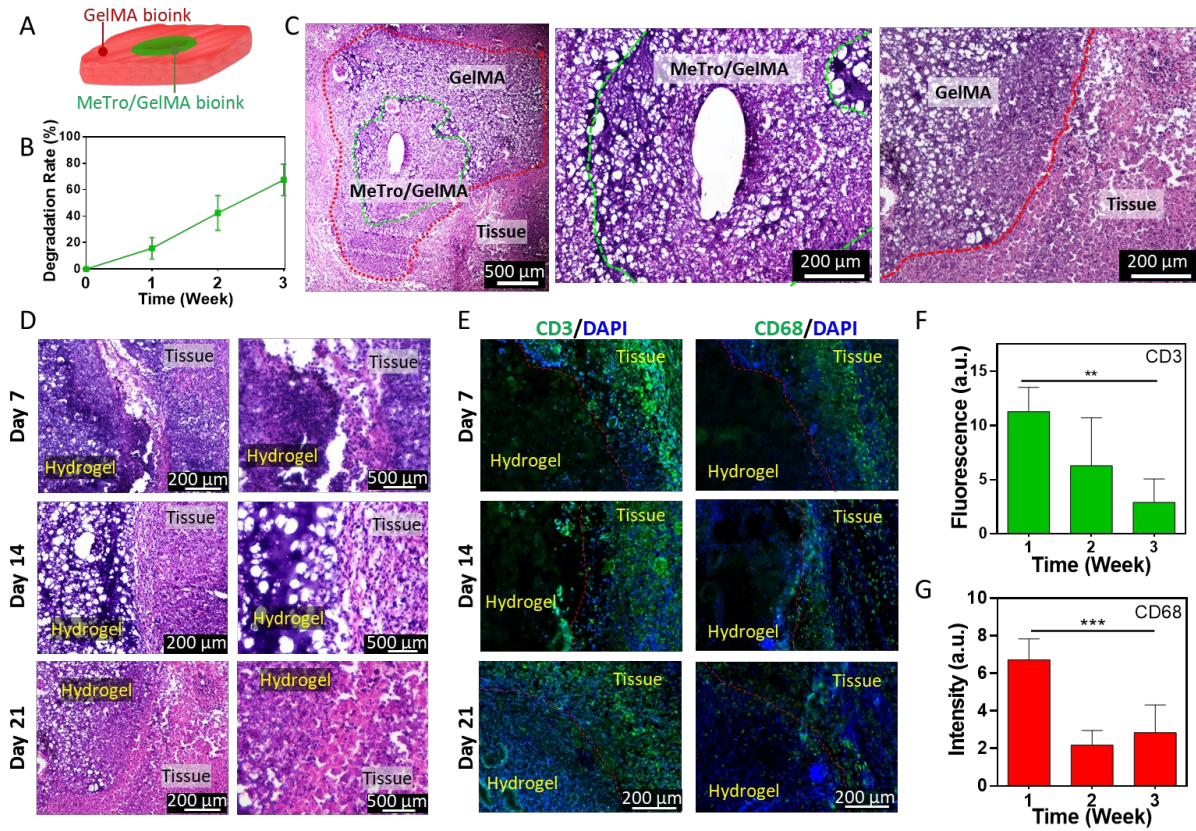 A
GelMA bioink
MeTro/GelMA bioink
B
Degradation Rate (%)
100
80
60
40
20
0
0 1 2 3
Time (Week)
C
GelMA
MeTro/GelMA
Tissue
500 µm
MeTro/GelMA
200 µm
GelMA
Tissue
200 µm
D
Day 7
Tissue
Hydrogel
200 µm
Tissue
Hydrogel
500 µm
Day 14
Tissue
Hydrogel
200 µm
Tissue
Hydrogel
500 µm
Day 21
Hydrogel
Tissue
200 µm
Hydrogel
Tissue
500 µm
E
CD3/DAPI
CD68/DAPI
Day 7
Tissue
Hydrogel
Tissue
Hydrogel
Day 14
Tissue
Hydrogel
Tissue
Hydrogel
Day 21
Tissue
Hydrogel
200 µm
Tissue
Hydrogel
200 µm
F
CD3
**
Fluorescence (a.u.)
15
10
5
0
1 2 3
Time (Week)
G
CD68
***
Intensity (a.u.)
10
8
6
4
2
0
1 2 3
Time (Week)